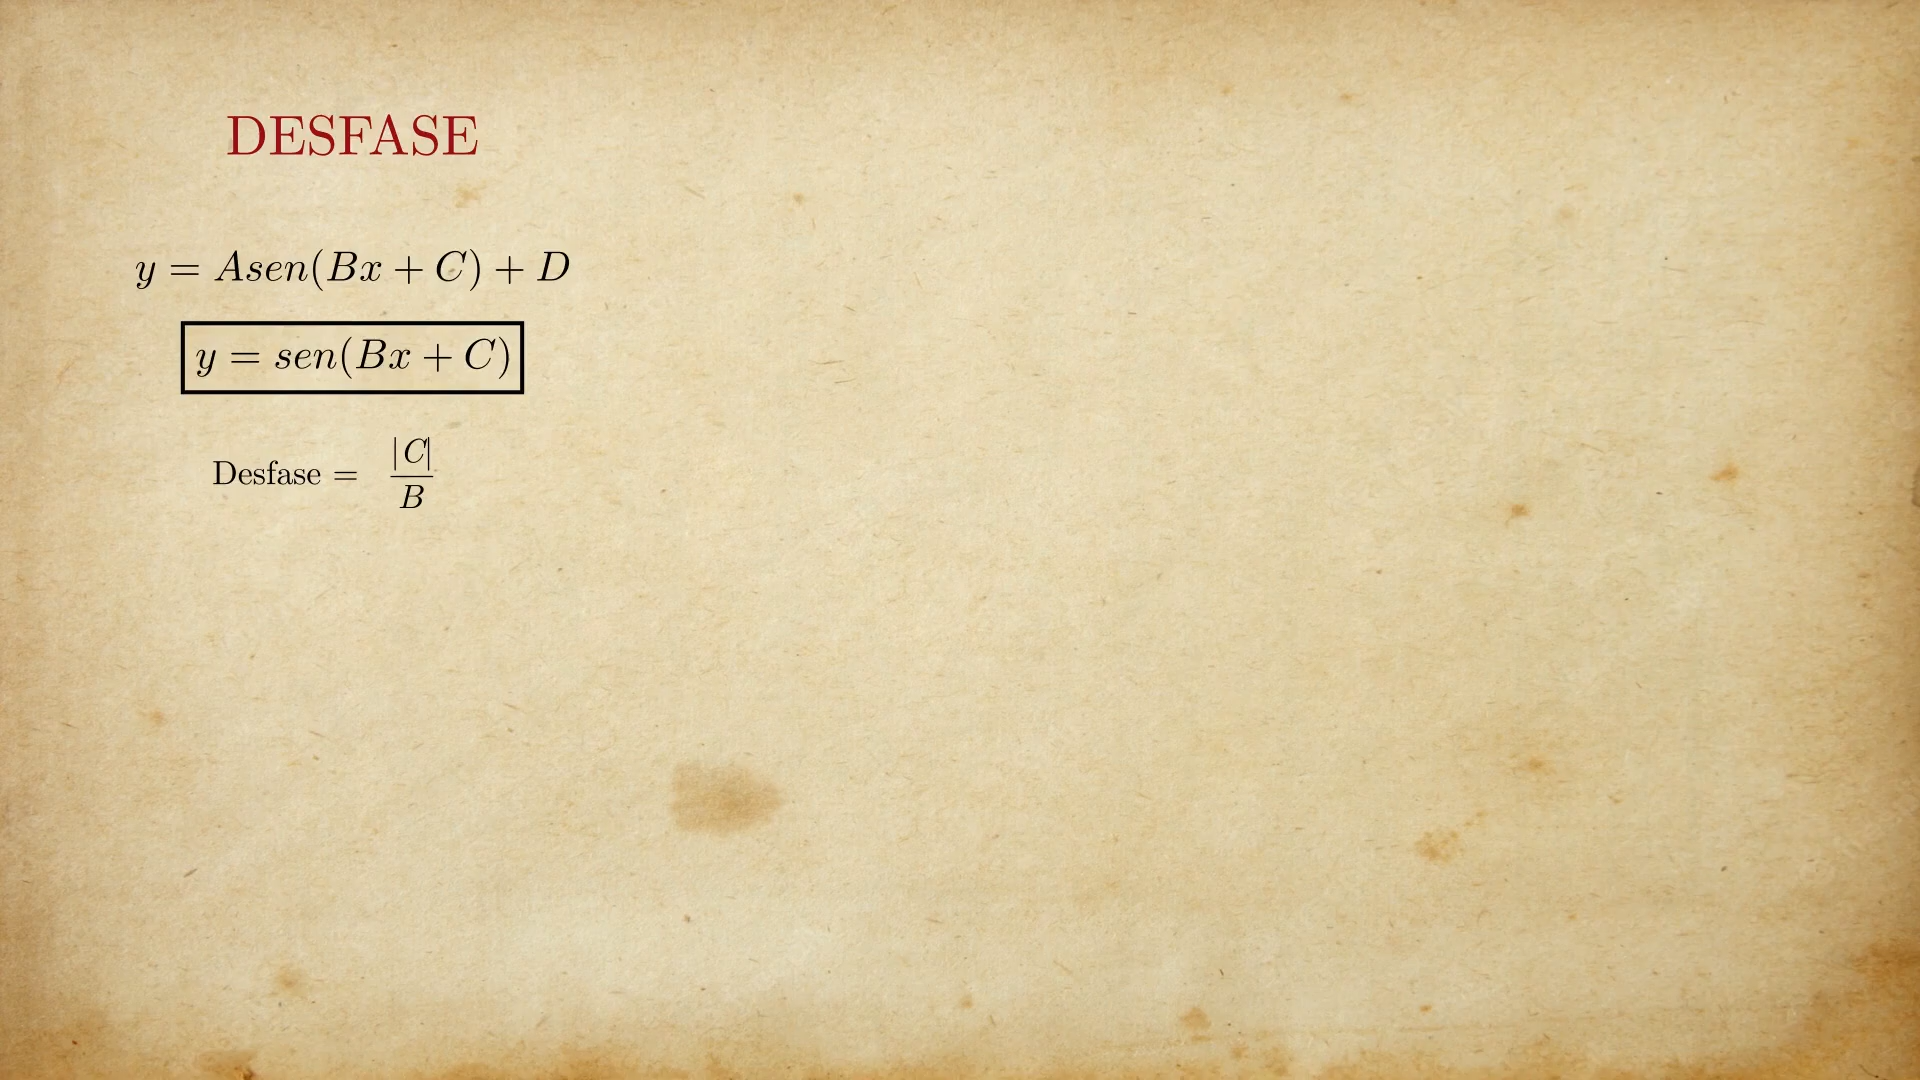 DESFASE
y = Asen(Bx + C) + D
y = sen(Bx + C)
Desfase = |C|
B